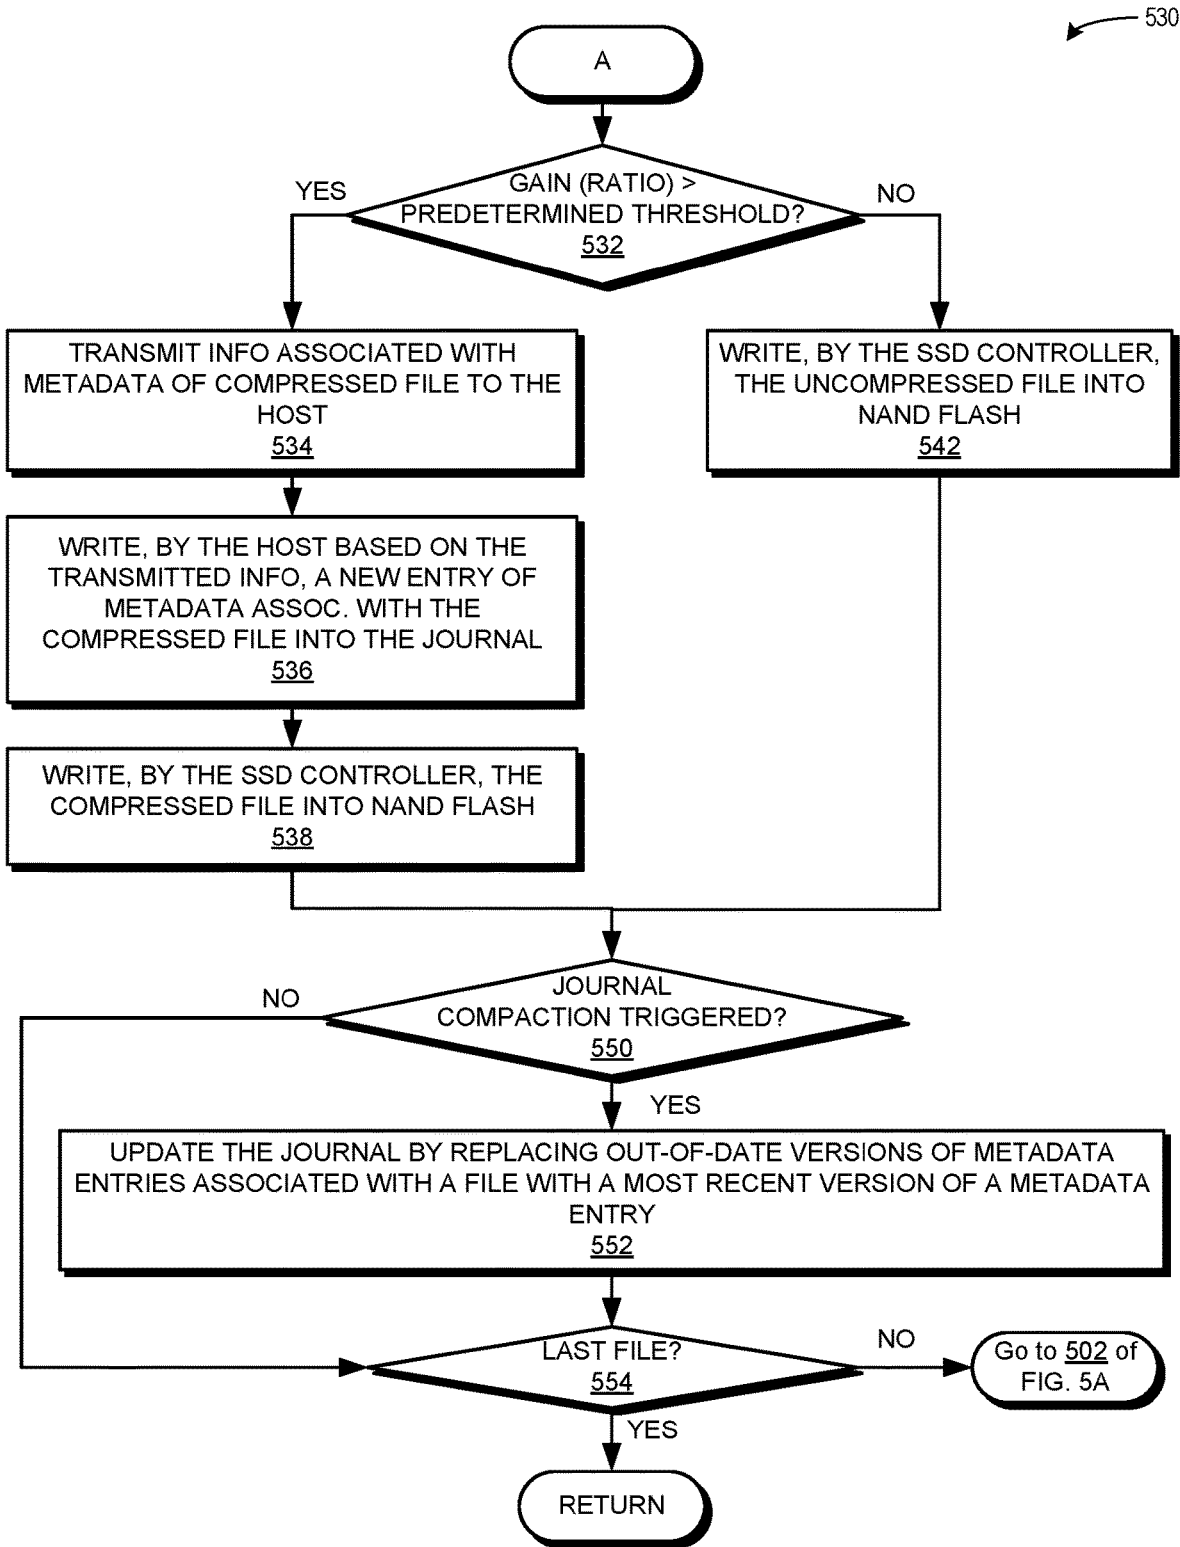 530
A
GAIN (RATIO) >
PREDETERMINED THRESHOLD?
532
YES
NO
TRANSMIT INFO ASSOCIATED WITH
METADATA OF COMPRESSED FILE TO THE
HOST
534
WRITE, BY THE SSD CONTROLLER,
THE UNCOMPRESSED FILE INTO
NAND FLASH
542
WRITE, BY THE HOST BASED ON THE
TRANSMITTED INFO, A NEW ENTRY OF
METADATA ASSOC. WITH THE
COMPRESSED FILE INTO THE JOURNAL
536
WRITE, BY THE SSD CONTROLLER, THE
COMPRESSED FILE INTO NAND FLASH
538
JOURNAL
COMPACTION TRIGGERED?
550
NO
YES
UPDATE THE JOURNAL BY REPLACING OUT-OF-DATE VERSIONS OF METADATA
ENTRIES ASSOCIATED WITH A FILE WITH A MOST RECENT VERSION OF A METADATA
ENTRY
552
LAST FILE?
554
NO
Go to 502 of
FIG. 5A
YES
RETURN